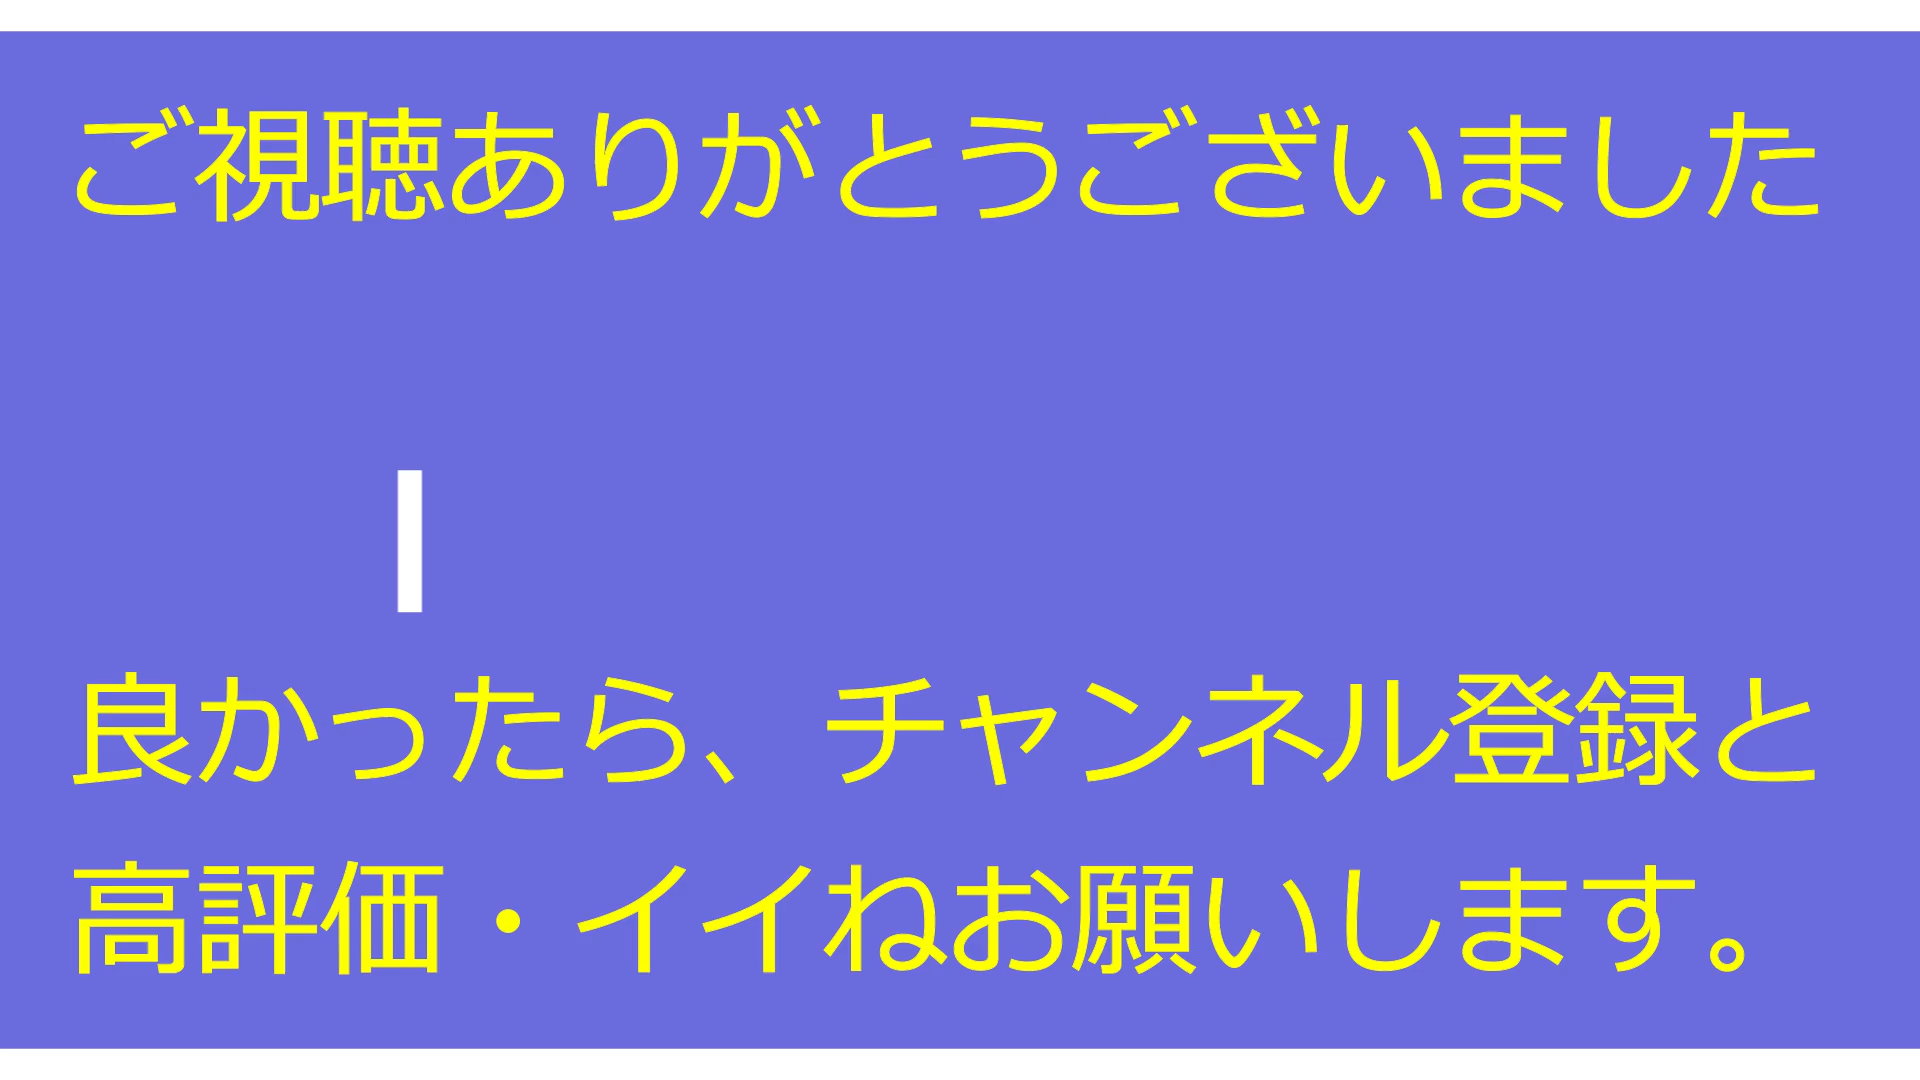 ご視聴ありがとうございました
良かったら、チャンネル登録と
高評価・イイねお願いします。